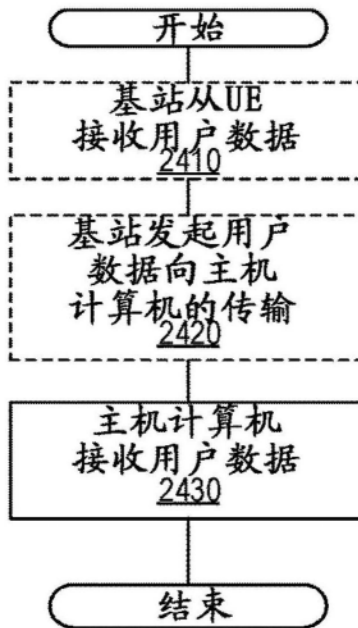 开始
基站从UE
接收用户数据
2410
基站发起用户
数据向主机
计算机的传输
2420
主机计算机
接收用户数据
2430
结束